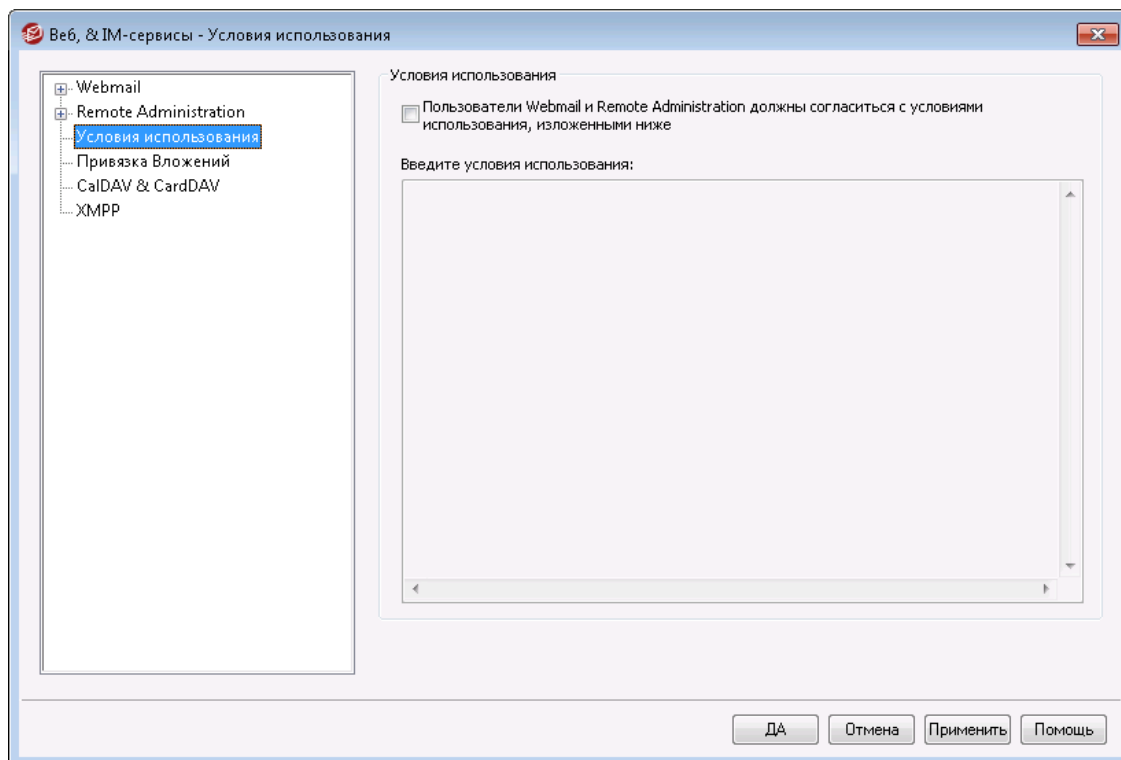 Веб, & IM-сервисы - Условия использования
Webmail
Remote Administration
Условия использования
Привязка Вложений
CalDAV & CardDAV
XMPP
Условия использования
Пользователи Webmail и Remote Administration должны согласиться с условиями
использования, изложенными ниже
Введите условия использования:
ДА
Отмена
Применить
Помощь